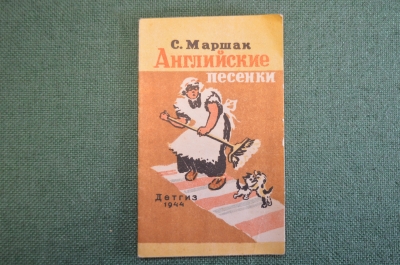 С. Маршак
Английские
песенки
Детгиз
1944